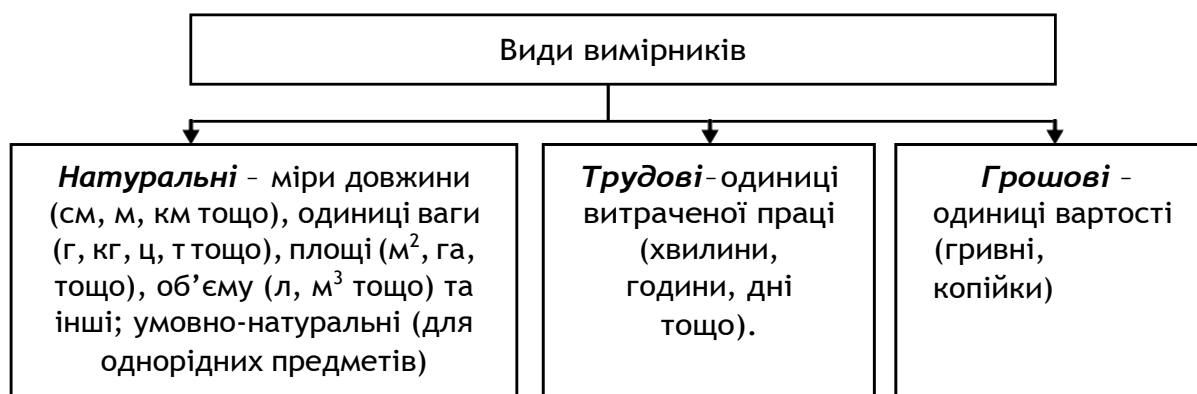 Види вимірників
Натуральні – міри довжини
(см, м, км тощо), одиниці ваги
(г, кг, ц, т тощо), площі (м², га,
тощо), об’єму (л, м³ тощо) та
інші; умовно-натуральні (для
однорідних предметів)
Трудові–одиниці
витраченої праці
(хвилини,
години, дні
тощо).
Грошові –
одиниці вартості
(гривні,
копійки)